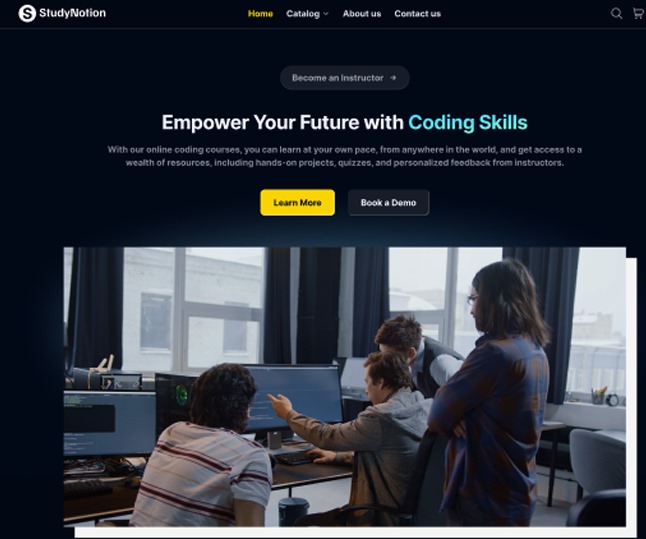 StudyNotion
Home Catalog About us Contact us
Become an Instructor
Empower Your Future with Coding Skills
With our online coding courses, you can learn at your own pace, from anywhere in the world, and get access to a
wealth of resources, including hands-on projects, quizzes, and personalized feedback from instructors.
Learn More Book a Demo